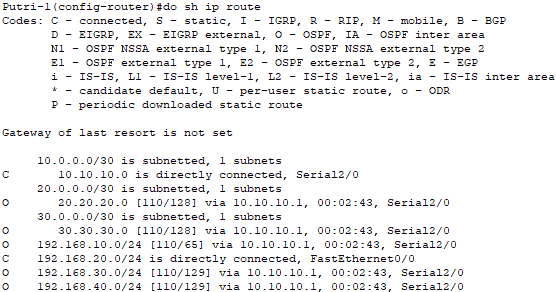 Putri-1(config-router)#do sh ip route
Codes: C - connected, S - static, I - IGRP, R - RIP, M - mobile, B - BGP
       D - EIGRP, EX - EIGRP external, O - OSPF, IA - OSPF inter area
       N1 - OSPF NSSA external type 1, N2 - OSPF NSSA external type 2
       E1 - OSPF external type 1, E2 - OSPF external type 2, E - EGP
       i - IS-IS, L1 - IS-IS level-1, L2 - IS-IS level-2, ia - IS-IS inter area
       * - candidate default, U - per-user static route, o - ODR
       P - periodic downloaded static route
Gateway of last resort is not set
     10.0.0.0/30 is subnetted, 1 subnets
C       10.10.10.0 is directly connected, Serial2/0
     20.0.0.0/30 is subnetted, 1 subnets
O       20.20.20.0 [110/128] via 10.10.10.1, 00:02:43, Serial2/0
     30.0.0.0/30 is subnetted, 1 subnets
O       30.30.30.0 [110/128] via 10.10.10.1, 00:02:43, Serial2/0
O    192.168.10.0/24 [110/65] via 10.10.10.1, 00:02:43, Serial2/0
C    192.168.20.0/24 is directly connected, FastEthernet0/0
O    192.168.30.0/24 [110/129] via 10.10.10.1, 00:02:43, Serial2/0
O    192.168.40.0/24 [110/129] via 10.10.10.1, 00:02:43, Serial2/0